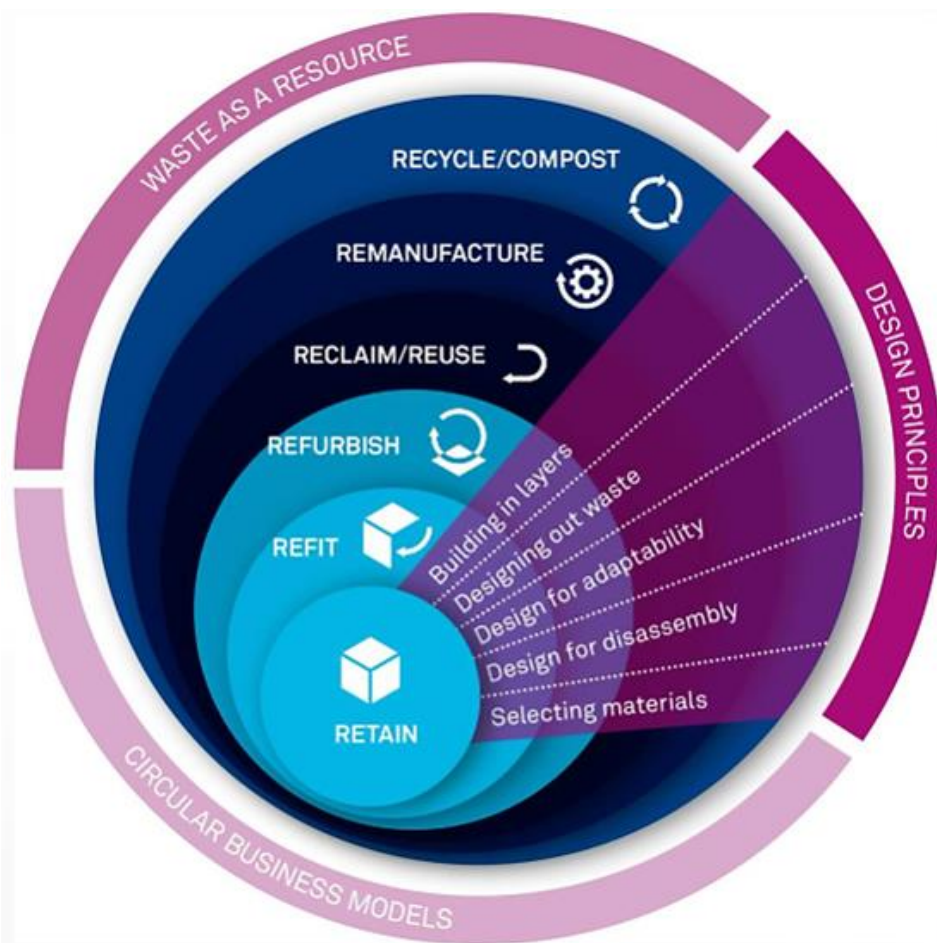 WASTE AS A RESOURCE
RECYCLE/COMPOST
REMANUFACTURE
RECLAIM/REUSE
REFURBISH
REFIT
RETAIN
Building in layers
Designing out waste
Design for adaptability
Design for disassembly
Selecting materials
DESIGN PRINCIPLES
CIRCULAR BUSINESS MODELS